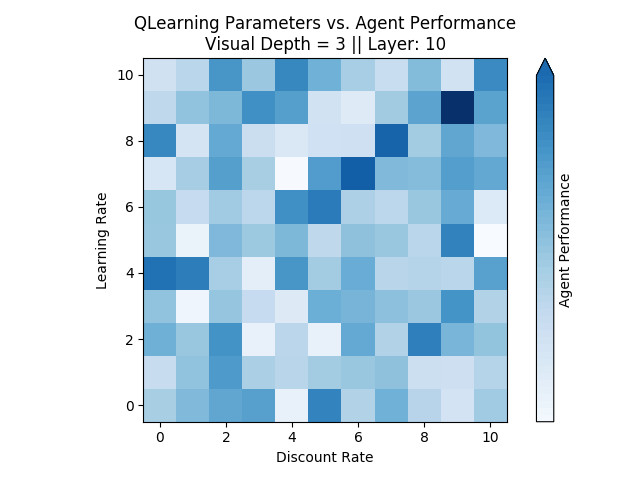 QLearning Parameters vs. Agent Performance
Visual Depth = 3 || Layer: 10
10
8
6
4
2
0
Learning Rate
0 2 4 6 8 10
Discount Rate
Agent Performance